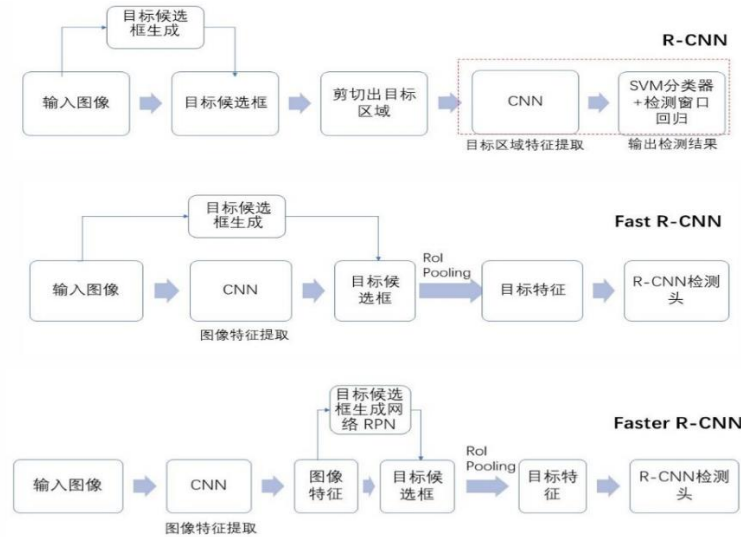 目标候选
框生成
R-CNN
输入图像
目标候选框
剪切出目标
区域
CNN
SVM分类器
+检测窗口
回归
目标区域特征提取
输出检测结果
目标候选
框生成
Fast R-CNN
输入图像
CNN
目标候
选框
RoI
Pooling
目标特征
R-CNN检测
头
图像特征提取
目标候选
框生成网
络 RPN
Faster R-CNN
输入图像
CNN
图像
特征
目标候
选框
RoI
Pooling
目标特
征
R-CNN检测
头
图像特征提取